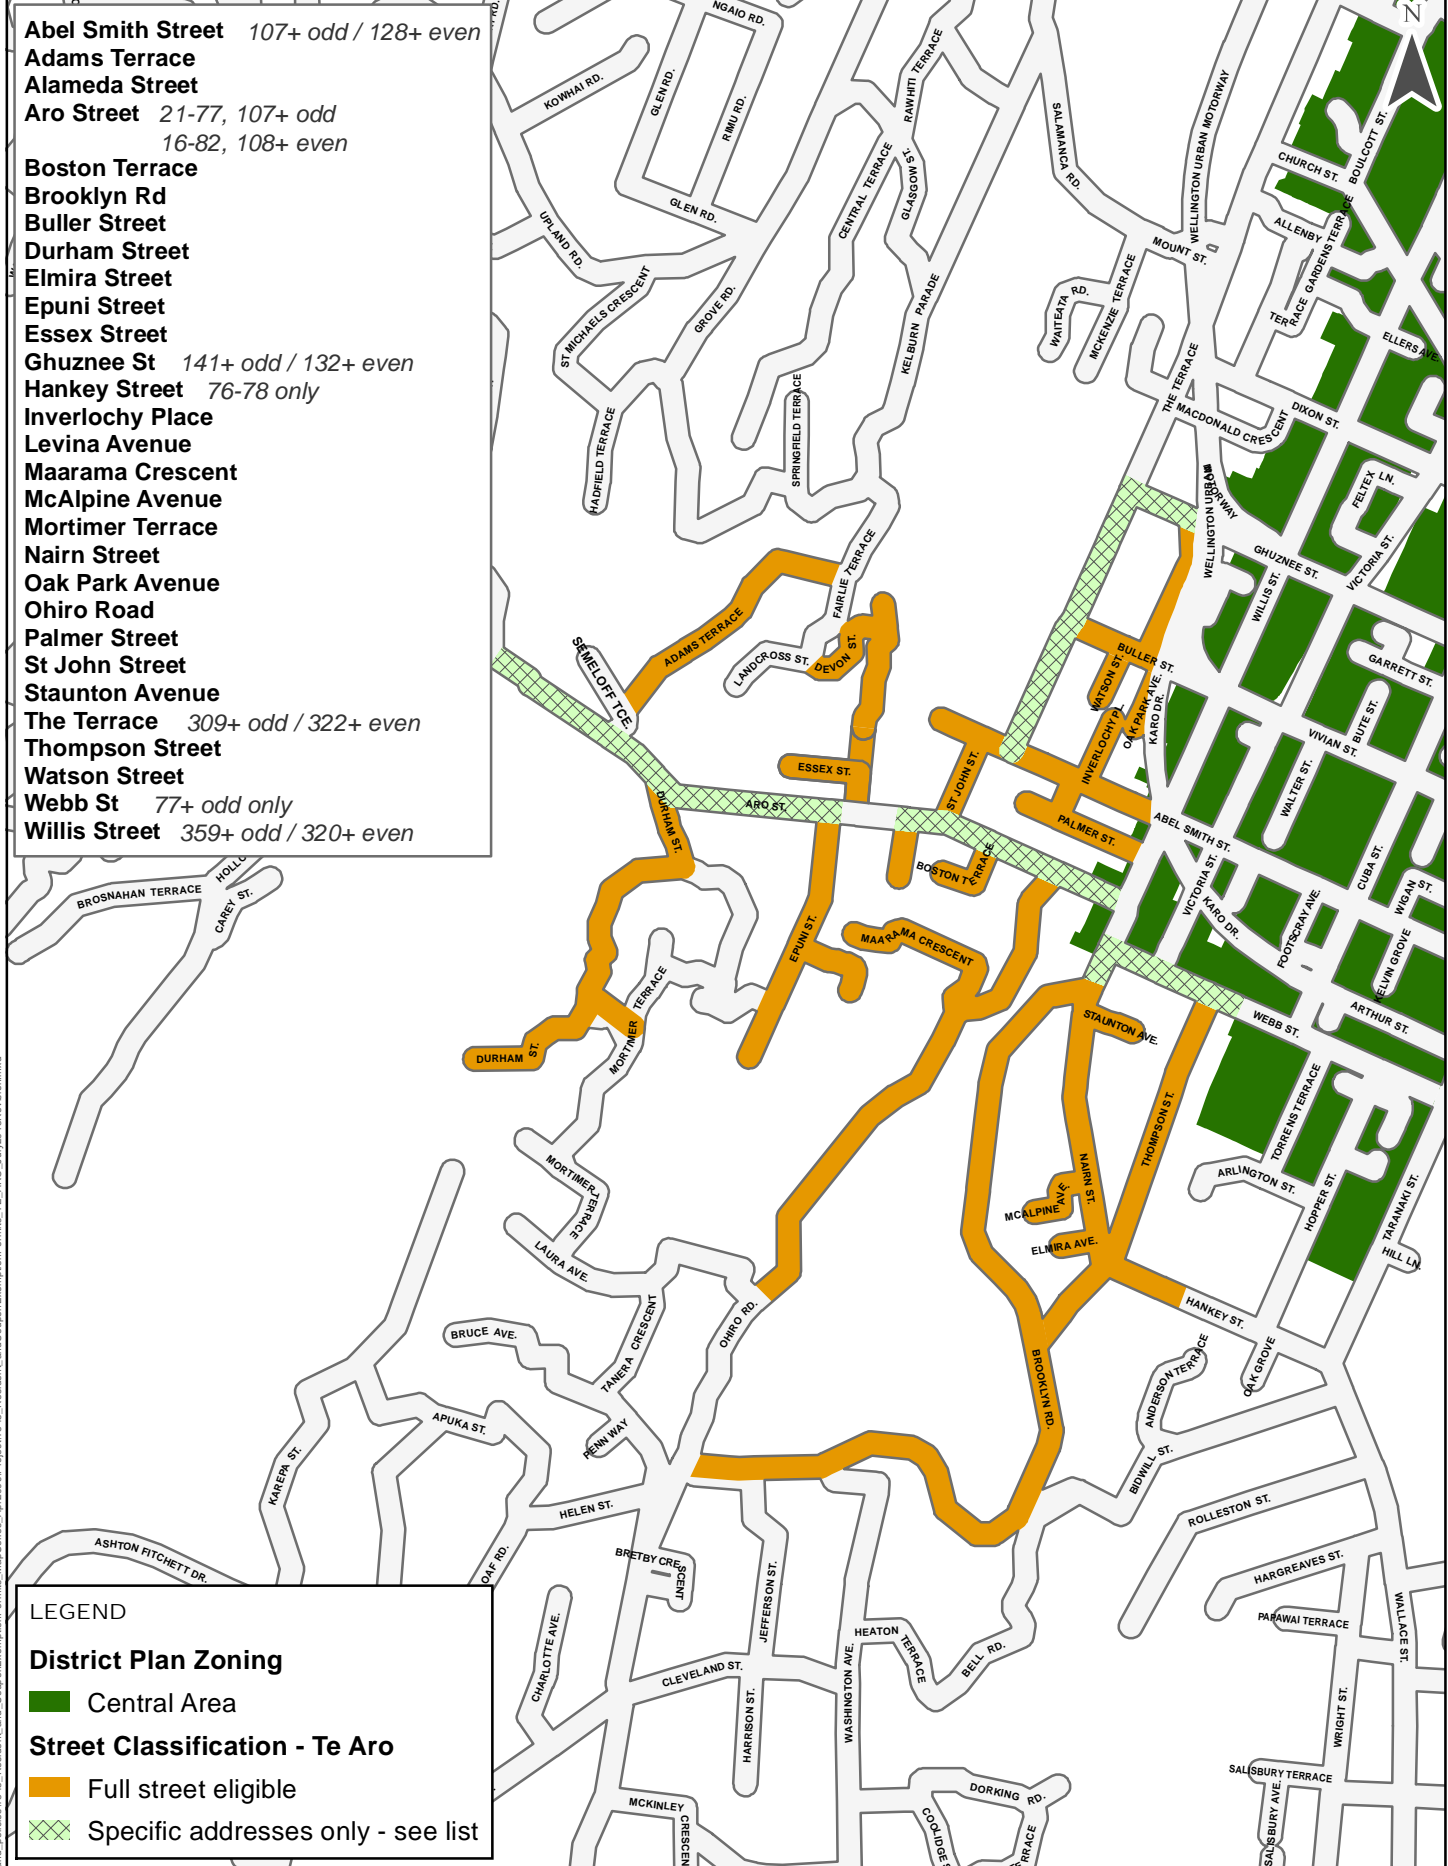 Abel Smith Street 107+ odd / 128+ even
Adams Terrace
Alameda Street
Aro Street 21-77, 107+ odd
16-82, 108+ even
Boston Terrace
Brooklyn Rd
Buller Street
Durham Street
Elmira Street
Epuni Street
Essex Street
Ghuznee St 141+ odd / 132+ even
Hankey Street 76-78 only
Inverlochy Place
Levina Avenue
Maarama Crescent
McAlpine Avenue
Mortimer Terrace
Nairn Street
Oak Park Avenue
Ohiro Road
Palmer Street
St John Street
Staunton Avenue
The Terrace 309+ odd / 322+ even
Thompson Street
Watson Street
Webb St 77+ odd only
Willis Street 359+ odd / 320+ even
N
NGAIO RD.
KOWHAI RD.
GLEN RD.
RIMU RD.
GLEN RD.
UPLAND RD.
ST MICHAELS CRESCENT
GROVE RD.
HADFIELD TERRACE
RAWHITI TERRACE
CENTRAL TERRACE
GLASGOW ST.
KELBURN PARADE
SPRINGFIELD TERRACE
SALAMANCA RD.
WELLINGTON URBAN MOTORWAY
MOUNT ST.
WAITEATA RD.
MCKENZIE TERRACE
CHURCH ST.
BOULCOTT ST.
ALLENBY
TERRACE GARDENS
TERRACE
ELLERS AVE.
THE TERRACE
MACDONALD CRESCENT
DIXON ST.
FELTEX LN.
WELLINGTON URBAN
MOTORWAY
GHUZNEE ST.
VICTORIA ST.
WILLIS ST.
GARRETT ST.
FAIRLIE TERRACE
ADAMS TERRACE
SEMELOFF TCE.
LANDCROSS ST.
DEVON ST.
BULLER ST.
WATSON ST.
OAK PARK AVE.
KARO DR.
INVERLOCHY PL.
BUTE ST.
VIVIAN ST.
WALTER ST.
ESSEX ST.
ST JOHN ST.
ARO ST.
DURHAM ST.
PALMER ST.
ABEL SMITH ST.
VICTORIA ST.
CUBA ST.
WIGAN ST.
BOSTON TERRACE
KARO DR.
FOOTSCRAY AVE.
KELVIN GROVE
ARTHUR ST.
BROSNAHAN TERRACE
CAREY ST.
EPUNI ST.
MAARAMA CRESCENT
MORTIMER TERRACE
DURHAM ST.
STAUNTON AVE.
WEBB ST.
THOMPSON ST.
TORRENS TERRACE
NAIRN ST.
MCALPINE AVE.
ELMIRA AVE.
ARLINGTON ST.
HOPPER ST.
TARANAKI ST.
HILL LN.
MORTIMER TERRACE
LAURA AVE.
OHIRO RD.
HANKEY ST.
BRUCE AVE.
TANERA CRESCENT
BROOKLYN RD.
ANDERSON TERRACE
OAK GROVE
APUKA ST.
PENN WAY
KAREPA ST.
BIDWILL ST.
HELEN ST.
ROLLESTON ST.
ASHTON FITCHETT DR.
OAF RD.
BRETBY CRESCENT
HARGREAVES ST.
JEFFERSON ST.
PAPAWAI TERRACE
WALLACE ST.
CHARLOTTE AVE.
HEATON TERRACE
BELL RD.
CLEVELAND ST.
WASHINGTON AVE.
HARRISON ST.
WRIGHT ST.
SALISBURY TERRACE
SALISBURY AVE.
DORKING RD.
MCKINLEY
LEGEND
District Plan Zoning
Central Area
Street Classification - Te Aro
Full street eligible
Specific addresses only - see list